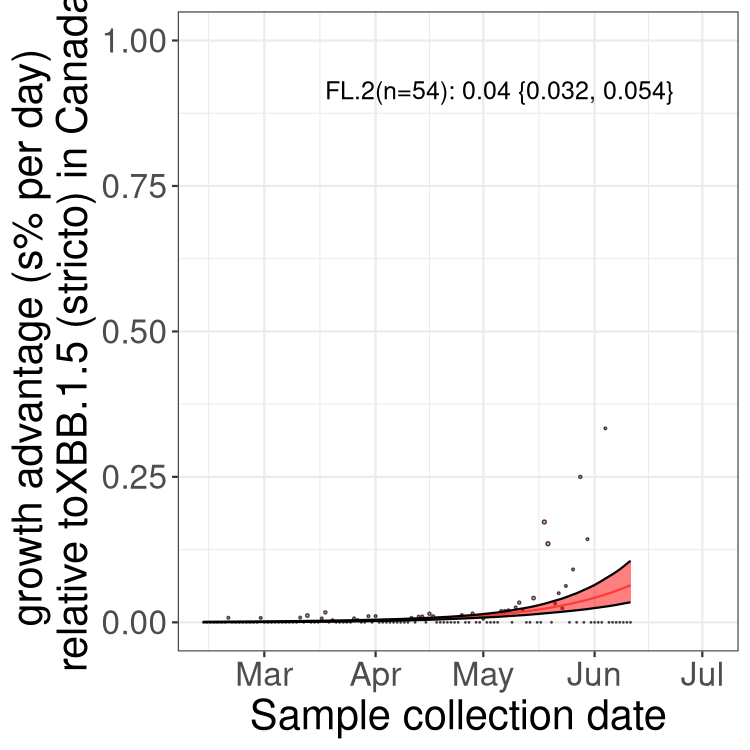 growth advantage (s% per day)
relative toXBB.1.5 (stricto) in Canada
1.00
0.75
0.50
0.25
0.00
FL.2(n=54): 0.04 {0.032, 0.054}
Mar Apr May Jun Jul
Sample collection date